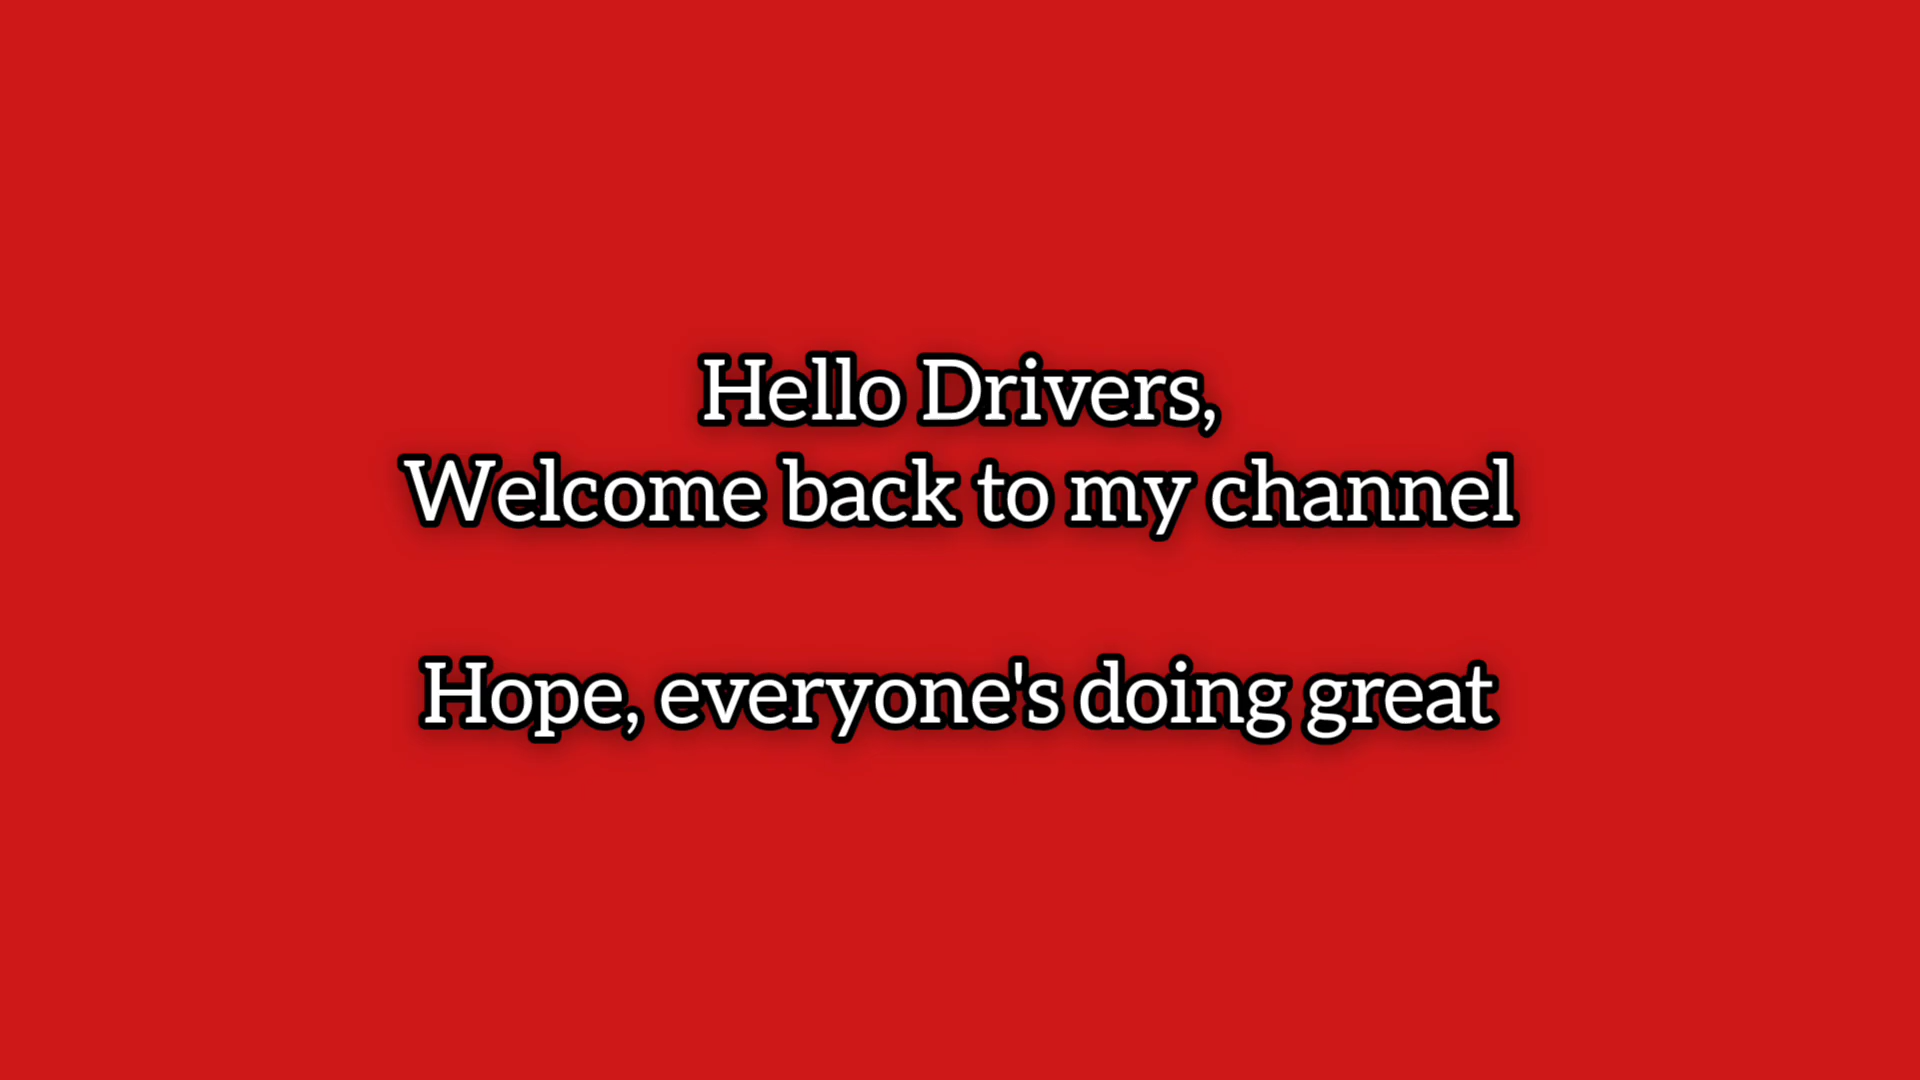 Hello Drivers,
Welcome back to my channel
Hope, everyone's doing great